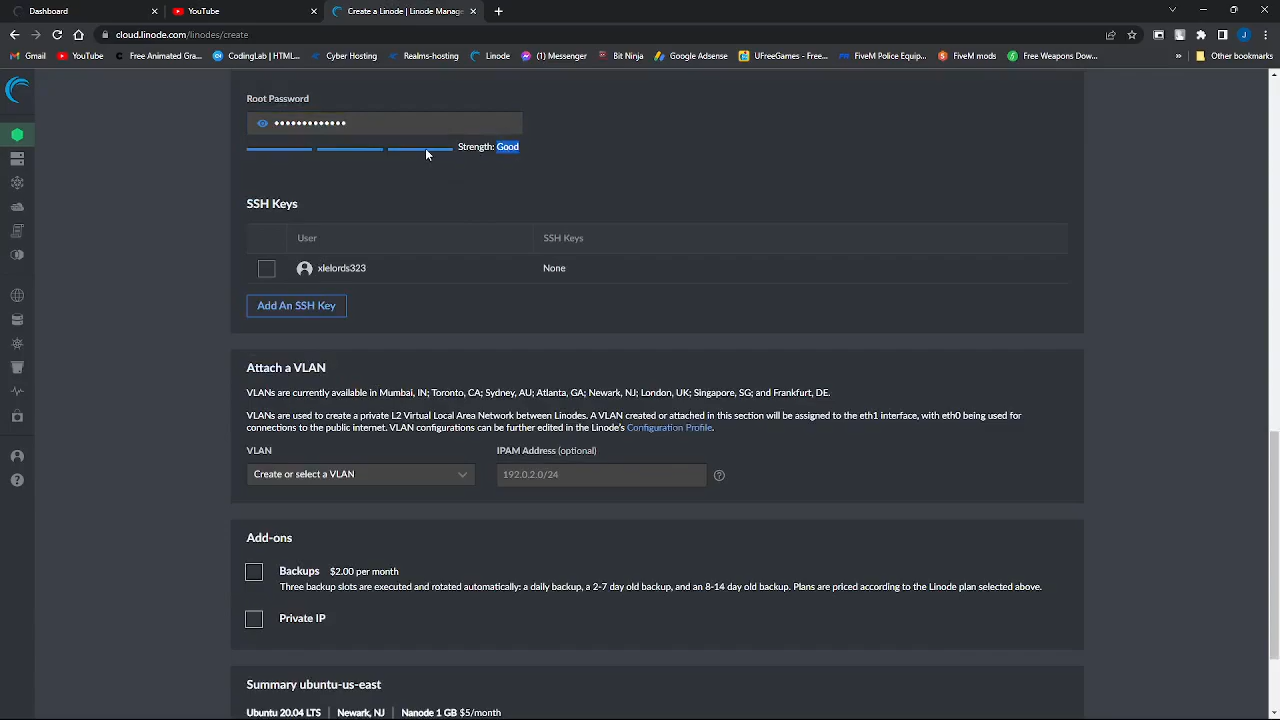 Dashboard
YouTube
Create a Linode | Linode Manag
cloud.linode.com/linodes/create
Gmail
YouTube
Free Animated Gra...
CodingLab | HTML...
Cyber Hosting
Realms-hosting
Linode
(1) Messenger
Bit Ninja
Google Adsense
UFreeGames - Free...
FiveM Police Equip...
FiveM mods
Free Weapons Dow...
»
Other bookmarks
J
Root Password
•••••••••••••
Strength: Good
SSH Keys
User
SSH Keys
xlelords323
None
Add An SSH Key
Attach a VLAN
VLANs are currently available in Mumbai, IN; Toronto, CA; Sydney, AU; Atlanta, GA; Newark, NJ; London, UK; Singapore, SG; and Frankfurt, DE.
VLANs are used to create a private L2 Virtual Local Area Network between Linodes. A VLAN created or attached in this section will be assigned to the eth1 interface, with eth0 being used for
connections to the public internet. VLAN configurations can be further edited in the Linode's Configuration Profile.
VLAN
IPAM Address (optional)
Create or select a VLAN
192.0.2.0/24
Add-ons
Backups $2.00 per month
Three backup slots are executed and rotated automatically: a daily backup, a 2-7 day old backup, and an 8-14 day old backup. Plans are priced according to the Linode plan selected above.
Private IP
Summary ubuntu-us-east
Ubuntu 20.04 LTS | Newark, NJ | Nanode 1 GB $5/month